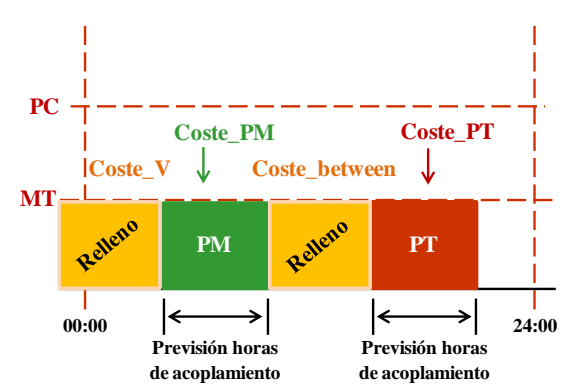 PC
Coste_PM
Coste_PT
Coste_V
Coste_between
MT
Relleno
PM
Relleno
PT
00:00
24:00
Previsión horas
de acoplamiento
Previsión horas
de acoplamiento